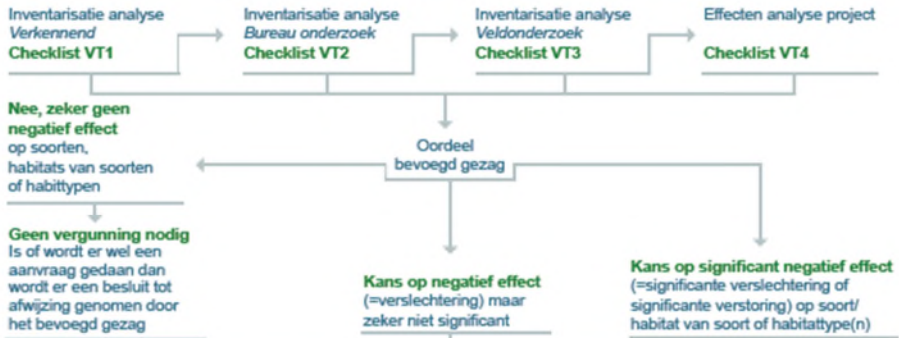 Inventarisatie analyse
Verkennend
Checklist VT1
Inventarisatie analyse
Bureau onderzoek
Checklist VT2
Inventarisatie analyse
Veldonderzoek
Checklist VT3
Effecten analyse project
Checklist VT4
Nee, zeker geen
negatief effect
op soorten,
habitats van soorten
of habittypen
Oordeel
bevoegd gezag
Geen vergunning nodig
Is of wordt er wel een
aanvraag gedaan dan
wordt er een besluit tot
afwijzing genomen door
het bevoegd gezag
Kans op negatief effect
(=verslechtering) maar
zeker niet significant
Kans op significant negatief effect
(=significante verslechtering of
significante verstoring) op soort/
habitat van soort of habitattype(n)